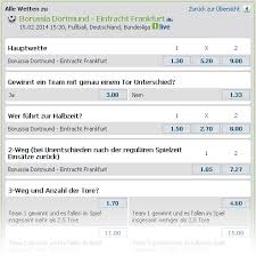 Alle Wetten zu
Zurück zur Übersicht
Borussia Dortmund - Eintracht Frankfurt
15.02.2014 15:30, Fußball, Deutschland, Bundesliga live
Hauptwette 1 X 2
Borussia Dortmund - Eintracht Frankfurt 1.30 5.20 9.00
Gewinnt ein Team mit genau einem Tor Unterschied?
Ja 3.00 Nein 1.33
Wer führt zur Halbzeit? 1 X 2
Borussia Dortmund - Eintracht Frankfurt 1.50 2.70 8.00
2-Weg (bei Unentschieden nach der regulären Spielzeit
Einsätze zurück) 1 2
Borussia Dortmund - Eintracht Frankfurt 1.05 7.27
3-Weg und Anzahl der Tore?
1.70 4.60
Team 1 gewinnt und es fallen im Spiel
insgesamt mehr als 2,5 Tore
Team 1 gewinnt und es fallen im Spiel
insgesamt weniger als 2,5 Tore
11.00 15.00